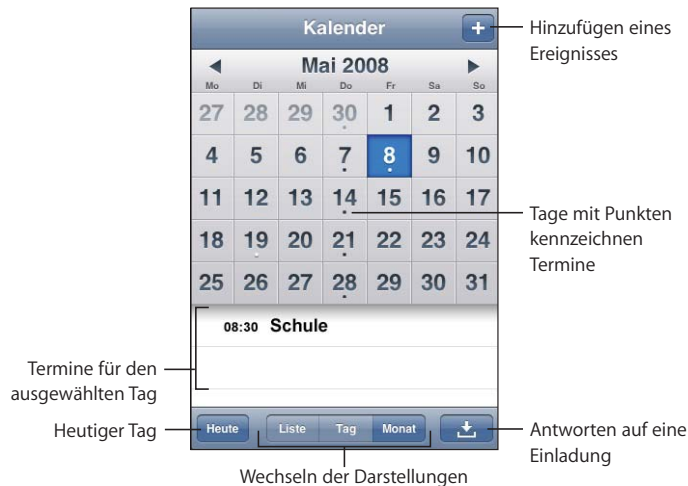 Kalender
+
Hinzufügen eines
Ereignisses
Mai 2008
Mo Di Mi Do Fr Sa So
27 28 29 30 1 2 3
4 5 6 7 8 9 10
11 12 13 14 15 16 17
18 19 20 21 22 23 24
25 26 27 28 29 30 31
Tage mit Punkten
kennzeichnen
Termine
08:30 Schule
Termine für den
ausgewählten Tag
Heutiger Tag
Heute Liste Tag Monat
Antworten auf eine
Einladung
Wechseln der Darstellungen